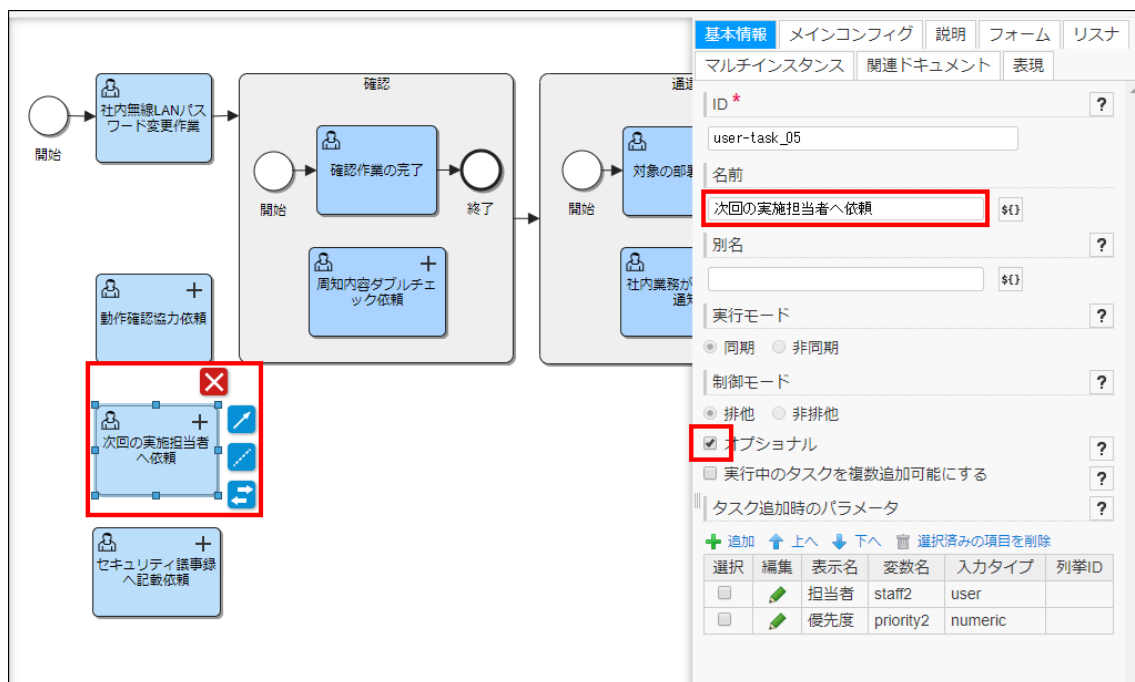 社内無線LANパス
ワード変更作業
開始
確認
確認作業の完了
開始
終了
周知内容ダブルチェ
ック依頼
開始
対象の部
社内業務が
動作確認協力依頼
次回の実施担当者
へ依頼
セキュリティ議事録
へ記載依頼
基本情報 メインコンフィグ 説明 フォーム リスナ
マルチインスタンス 関連ドキュメント 表現
ID * ?
user-task_05
名前
次回の実施担当者へ依頼 ${}
別名 ?
${}
実行モード ?
同期 非同期
制御モード ?
排他 非排他
オプショナル ?
実行中のタスクを複数追加可能にする ?
タスク追加時のパラメータ ?
追加 上へ 下へ 選択済みの項目を削除
選択 編集 表示名 変数名 入力タイプ 列挙ID
担当者 staff2 user
優先度 priority2 numeric